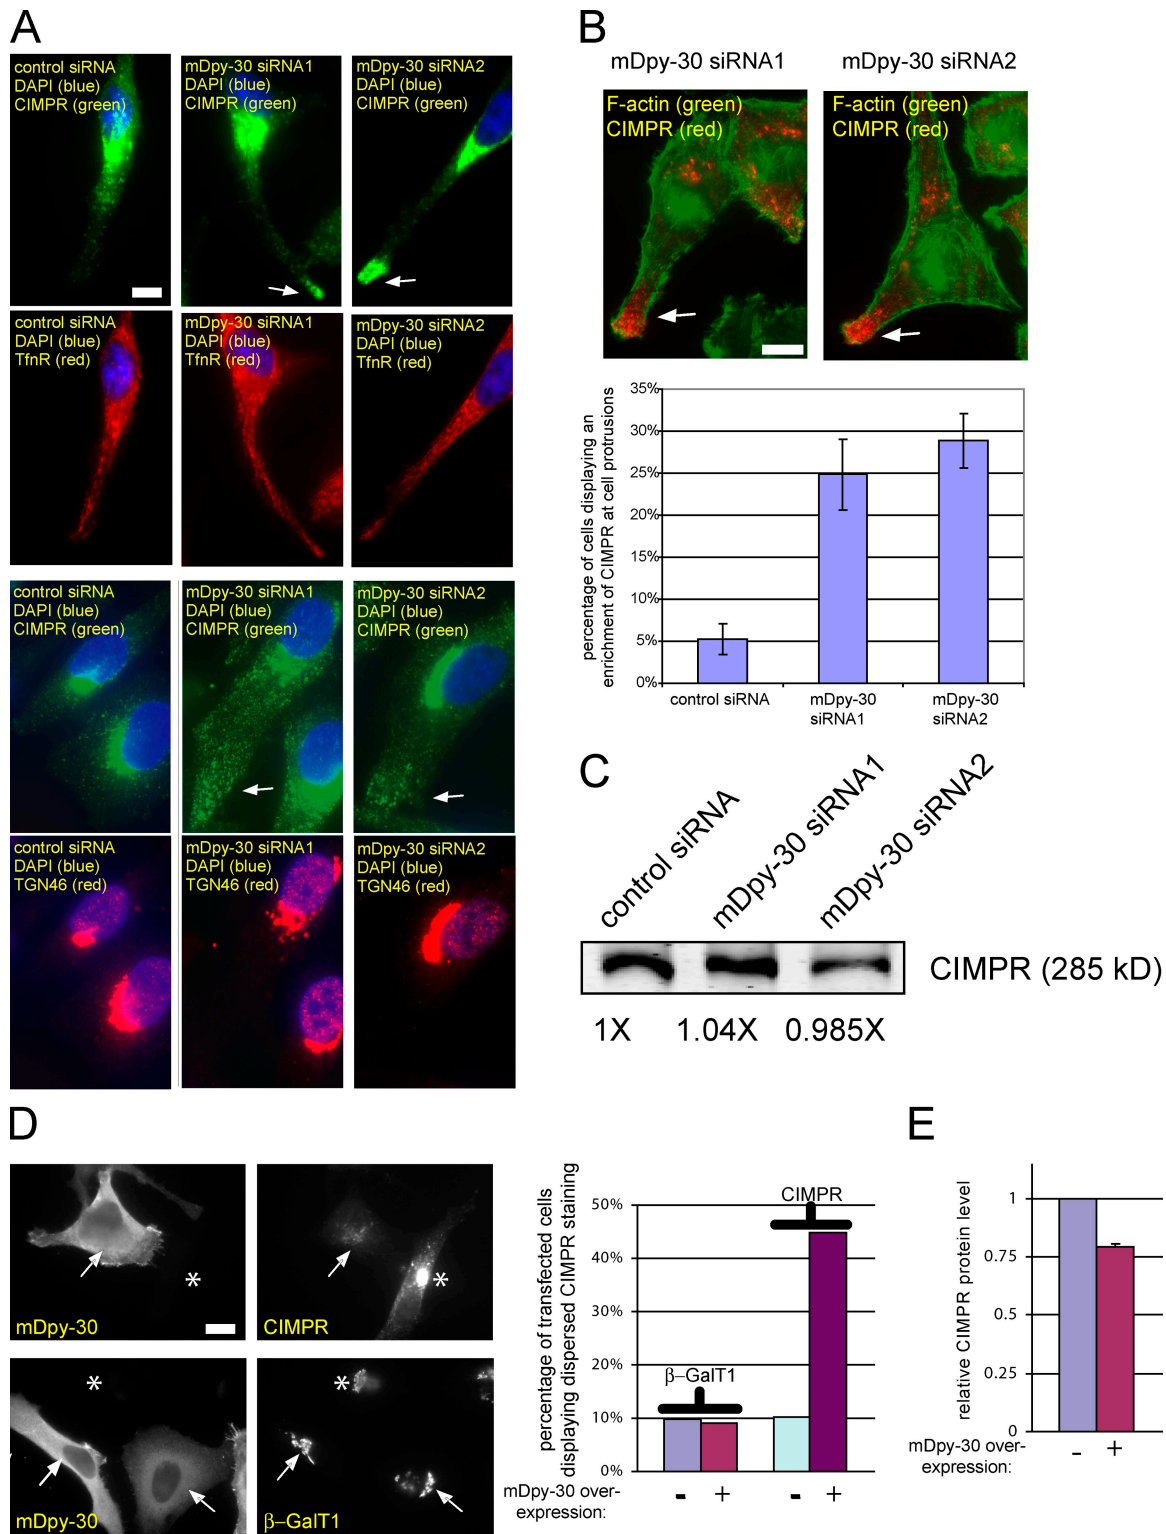 A
control siRNA
DAPI (blue)
CIMPR (green)
mDpy-30 siRNA1
DAPI (blue)
CIMPR (green)
mDpy-30 siRNA2
DAPI (blue)
CIMPR (green)
control siRNA
DAPI (blue)
TfnR (red)
mDpy-30 siRNA1
DAPI (blue)
TfnR (red)
mDpy-30 siRNA2
DAPI (blue)
TfnR (red)
control siRNA
DAPI (blue)
CIMPR (green)
mDpy-30 siRNA1
DAPI (blue)
CIMPR (green)
mDpy-30 siRNA2
DAPI (blue)
CIMPR (green)
control siRNA
DAPI (blue)
TGN46 (red)
mDpy-30 siRNA1
DAPI (blue)
TGN46 (red)
mDpy-30 siRNA2
DAPI (blue)
TGN46 (red)
B
mDpy-30 siRNA1
mDpy-30 siRNA2
F-actin (green)
CIMPR (red)
F-actin (green)
CIMPR (red)
percentage of cells displaying an
enrichment of CIMPR at cell protrusions
35%
30%
25%
20%
15%
10%
5%
0%
control siRNA
mDpy-30
siRNA1
mDpy-30
siRNA2
C
control siRNA
mDpy-30 siRNA1
mDpy-30 siRNA2
CIMPR (285 kD)
1X
1.04X
0.985X
D
mDpy-30
*
CIMPR
*
mDpy-30
*
β–GalT1
*
percentage of transfected cells
displaying dispersed CIMPR staining
50%
40%
30%
20%
10%
0%
β–GalT1
CIMPR
mDpy-30 over-
expression:
- + - +
E
relative CIMPR protein level
1
0.75
0.5
0.25
0
mDpy-30 over-
expression:
- +